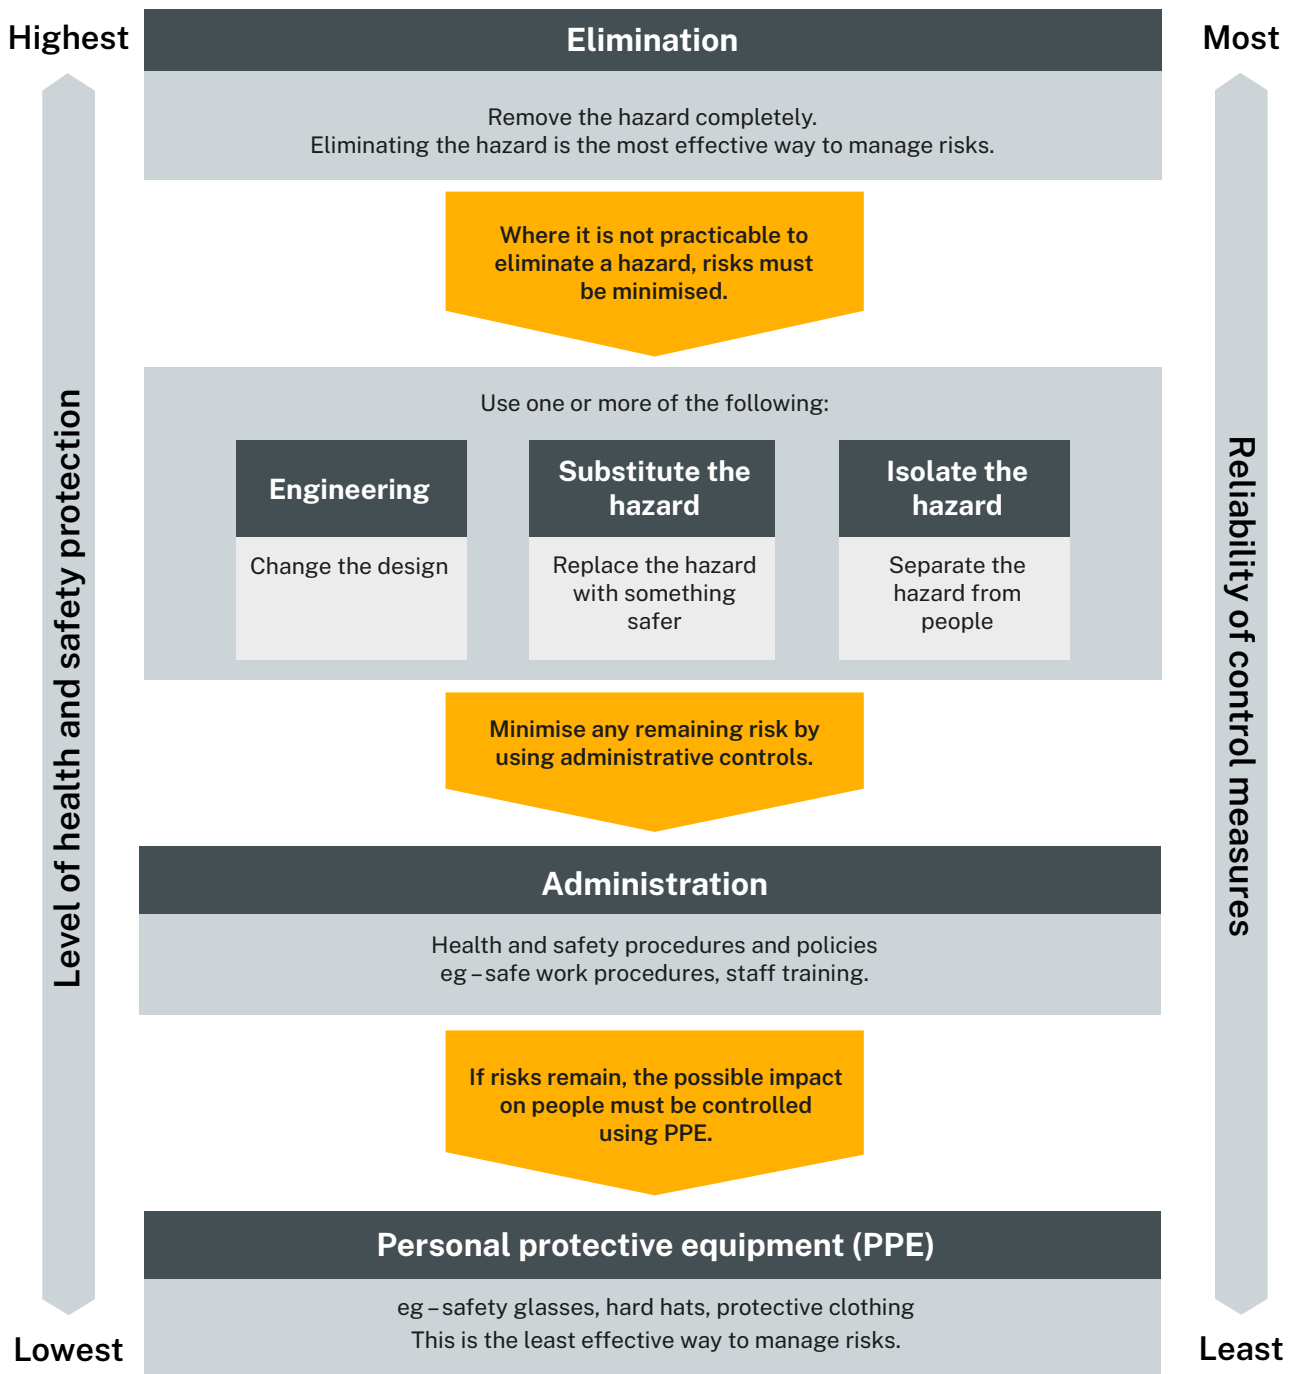 Highest
Most
Elimination
Remove the hazard completely.
Eliminating the hazard is the most effective way to manage risks.
Where it is not practicable to
eliminate a hazard, risks must
be minimised.
Level of health and safety protection
Reliability of control measures
Use one or more of the following:
Engineering
Change the design
Substitute the
hazard
Replace the hazard
with something
safer
Isolate the
hazard
Separate the
hazard from
people
Minimise any remaining risk by
using administrative controls.
Administration
Health and safety procedures and policies
eg – safe work procedures, staff training.
If risks remain, the possible impact
on people must be controlled
using PPE.
Personal protective equipment (PPE)
eg – safety glasses, hard hats, protective clothing
This is the least effective way to manage risks.
Lowest
Least